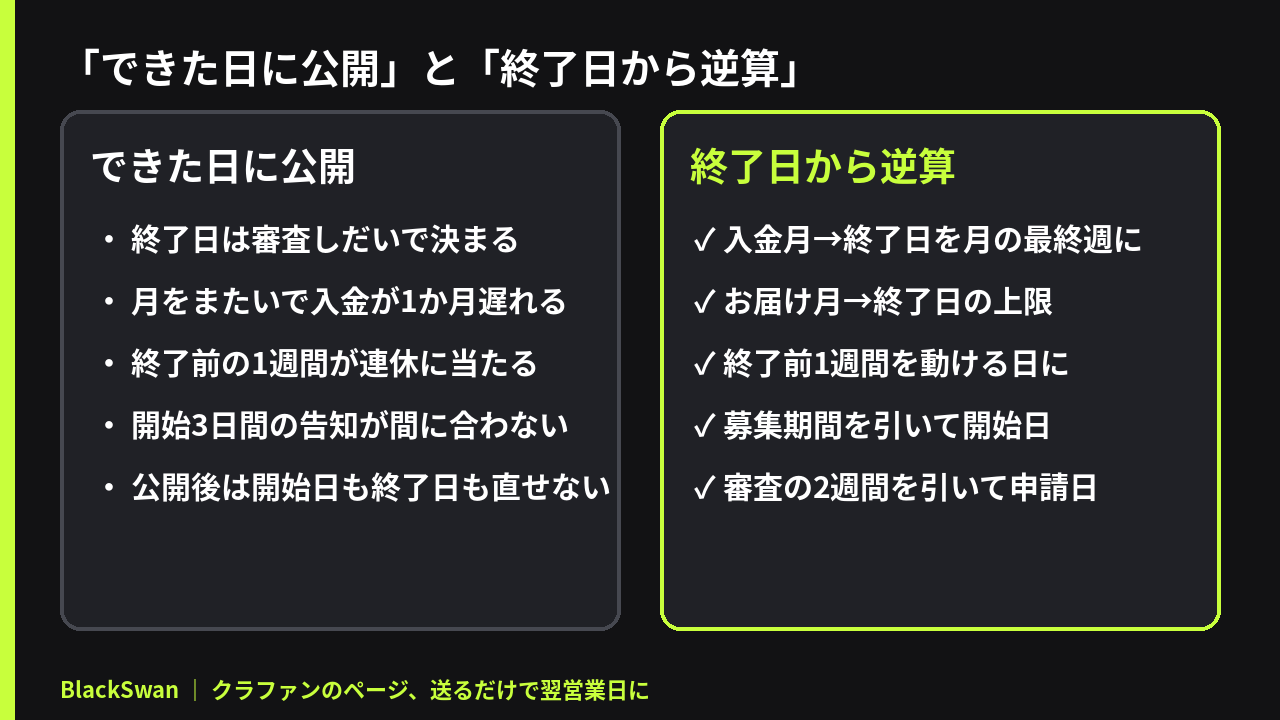 「できた日に公開」と「終了日から逆算」
できた日に公開
・ 終了日は審査しだいで決まる
・ 月をまたいで入金が1か月遅れる
・ 終了前の1週間が連休に当たる
・ 開始3日間の告知が間に合わない
・ 公開後は開始日も終了日も直せない
終了日から逆算
✓ 入金月→終了日を月の最終週に
✓ お届け月→終了日の上限
✓ 終了前1週間を動ける日に
✓ 募集期間を引いて開始日
✓ 審査の2週間を引いて申請日
BlackSwan｜クラファンのページ、送るだけで翌営業日に